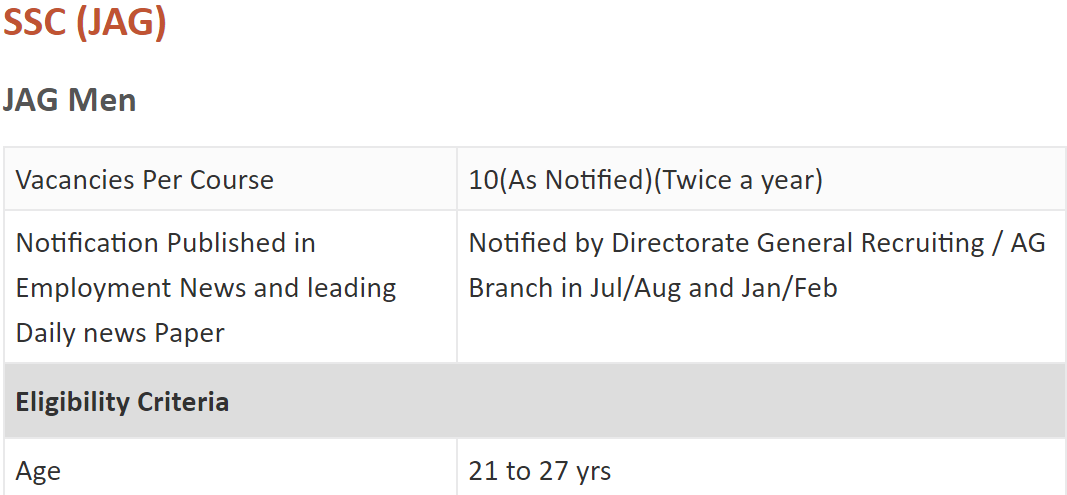 SSC (JAG)
JAG Men
Vacancies Per Course
10(As Notified)(Twice a year)
Notification Published in
Employment News and leading
Daily news Paper
Notified by Directorate General Recruiting / AG
Branch in Jul/Aug and Jan/Feb
Eligibility Criteria
Age
21 to 27 yrs